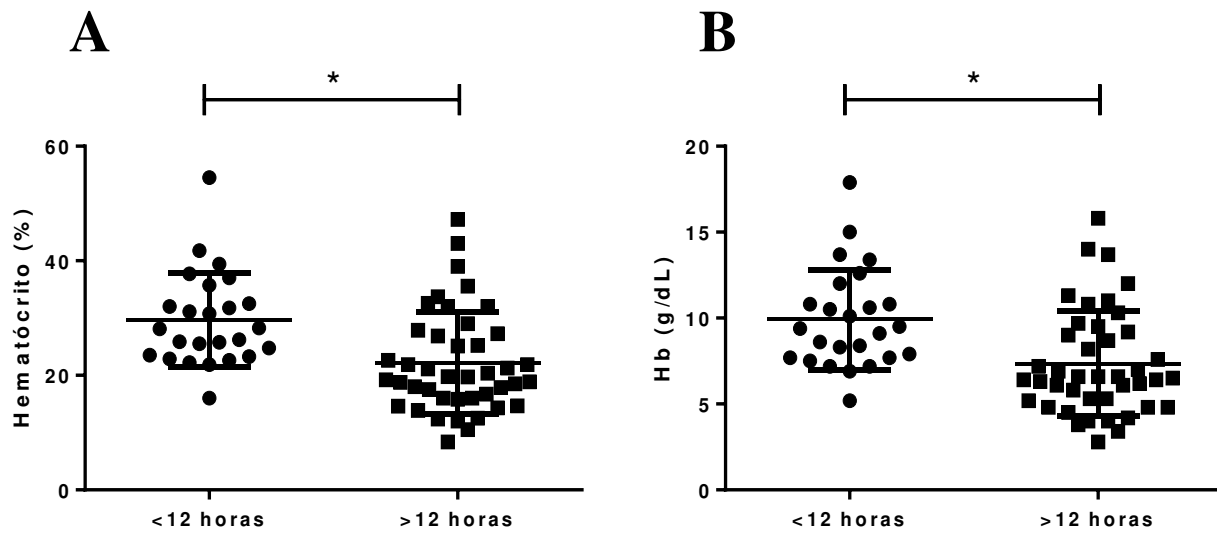 A
*
Hematócrito (%)
60
40
20
0
<12 horas
>12 horas
B
*
Hb (g/dL)
20
15
10
5
0
<12 horas
>12 horas